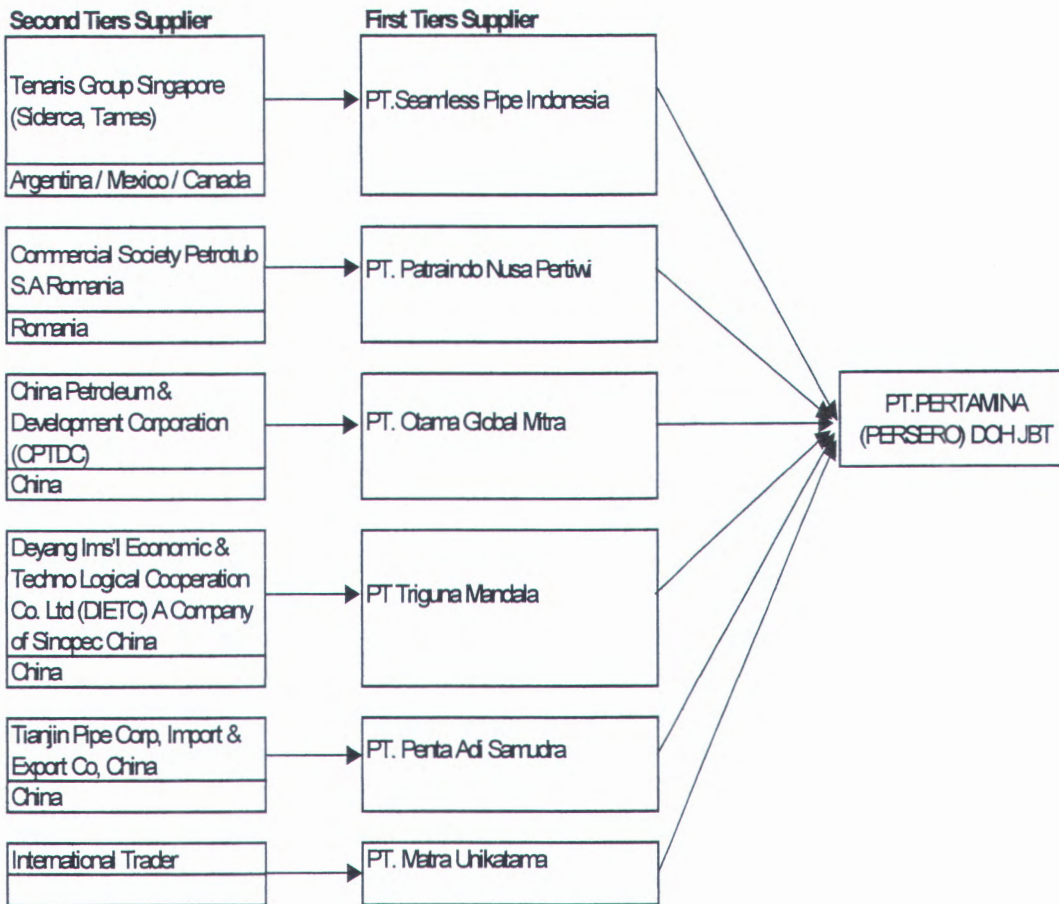 Second Tiers Supplier
First Tiers Supplier
Tenaris Group Singapore
(Siderca, Tames)
Argentina / Mexico / Canada
PT.Seamless Pipe Indonesia
Commercial Society Petrotub
S.A Romania
Romania
PT. Patraindo Nusa Pertiwi
China Petroleum &
Development Corporation
(CPTDC)
China
PT. Otama Global Mitra
PT.PERTAMINA
(PERSERO) DOH JBT
Deyang Ims'l Economic &
Techno Logical Cooperation
Co. Ltd (DIETC) A Company
of Sinopec China
China
PT Triguna Mandala
Tianjin Pipe Corp, Import &
Export Co, China
China
PT. Penta Adi Samudra
International Trader
PT. Matra Unikatama